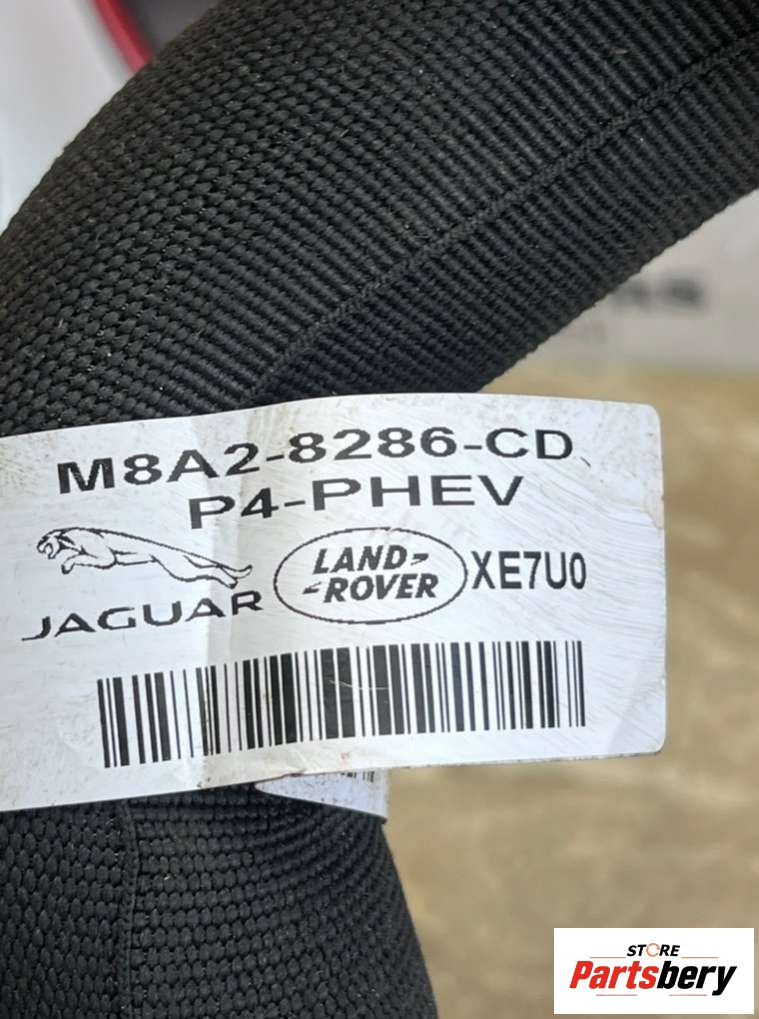 M8A2-8286-CD
P4-PHEV
JAGUAR
LAND-
-ROVER
XE7U0
STORE
Partsbery